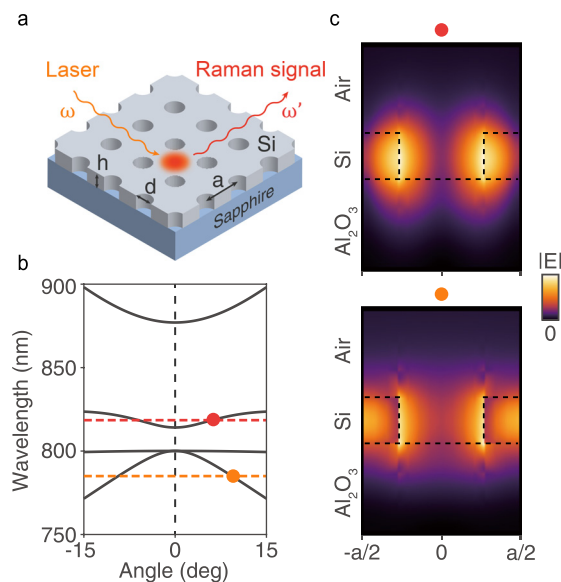 a
Laser
ω
Raman signal
ω'
Si
h
d
a
Sapphire
b
900
850
800
750
Wavelength (nm)
-15
0
15
Angle (deg)
c
Air
Si
Al₂O₃
|E|
0
Air
Si
Al₂O₃
-a/2
0
a/2